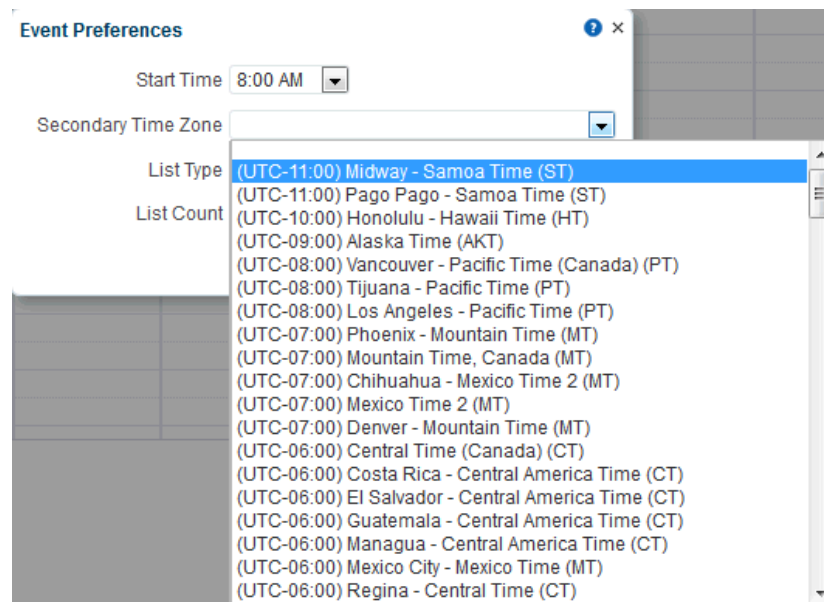 Event Preferences
Start Time 8:00 AM
Secondary Time Zone
List Type
List Count
(UTC-11:00) Midway - Samoa Time (ST)
(UTC-11:00) Pago Pago - Samoa Time (ST)
(UTC-10:00) Honolulu - Hawaii Time (HT)
(UTC-09:00) Alaska Time (AKT)
(UTC-08:00) Vancouver - Pacific Time (Canada) (PT)
(UTC-08:00) Tijuana - Pacific Time (PT)
(UTC-08:00) Los Angeles - Pacific Time (PT)
(UTC-07:00) Phoenix - Mountain Time (MT)
(UTC-07:00) Mountain Time, Canada (MT)
(UTC-07:00) Chihuahua - Mexico Time 2 (MT)
(UTC-07:00) Mexico Time 2 (MT)
(UTC-07:00) Denver - Mountain Time (MT)
(UTC-06:00) Central Time (Canada) (CT)
(UTC-06:00) Costa Rica - Central America Time (CT)
(UTC-06:00) El Salvador - Central America Time (CT)
(UTC-06:00) Guatemala - Central America Time (CT)
(UTC-06:00) Managua - Central America Time (CT)
(UTC-06:00) Mexico City - Mexico Time (MT)
(UTC-06:00) Regina - Central Time (CT)